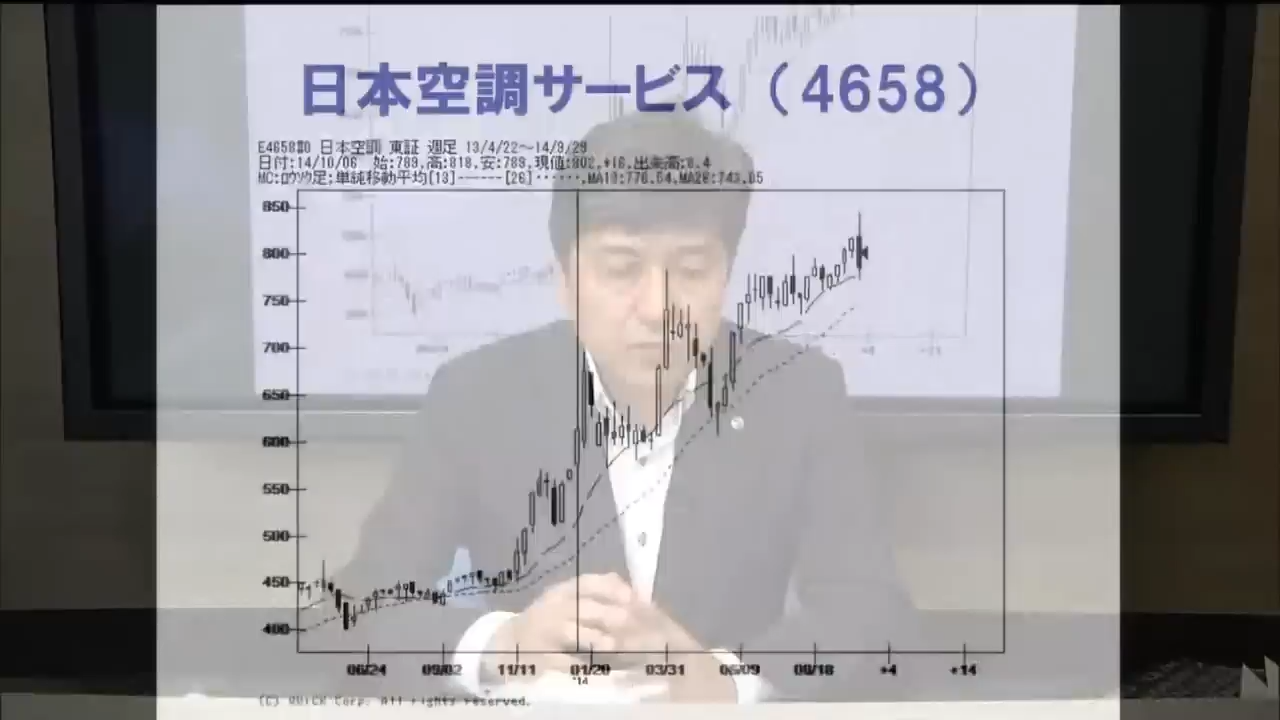 日本空調サービス（4658）
E4658 日本空調 東証 週足 13/4/22～14/9/29
日付:14/10/06 始:789,高:818,安:789,現値:802,+16,出来高:8.4
MC:ロウソク足;単純移動平均[13]------[26]······,MA13:776.54,MA26:743.05
850
800
750
700
650
600
550
500
450
400
06/24 09/02 11/11 01/20 03/31 06/09 08/18 +4 +14
'14
(C) QUICK Corp. All rights reserved.